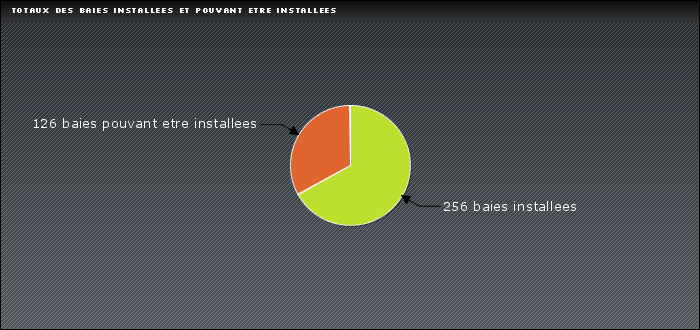 TOTAUX DES BAIES INSTALLEES ET POUVANT ETRE INSTALLEES
126 baies pouvant etre installees
256 baies installees